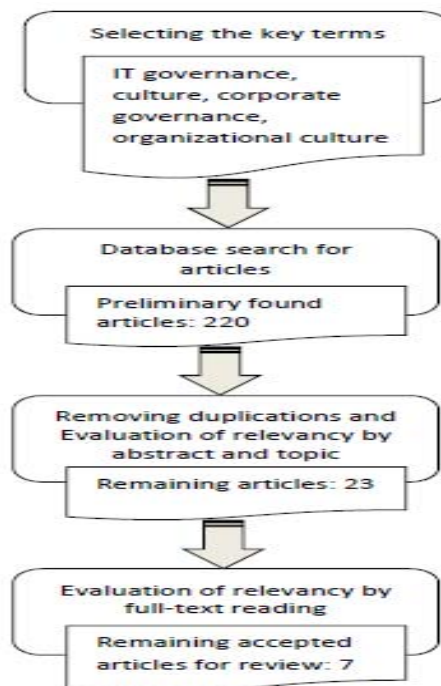 Selecting the key terms
IT governance,
culture, corporate
governance,
organizational culture
Database search for
articles
Preliminary found
articles: 220
Removing duplications and
Evaluation of relevancy by
abstract and topic
Remaining articles: 23
Evaluation of relevancy by
full-text reading
Remaining accepted
articles for review: 7